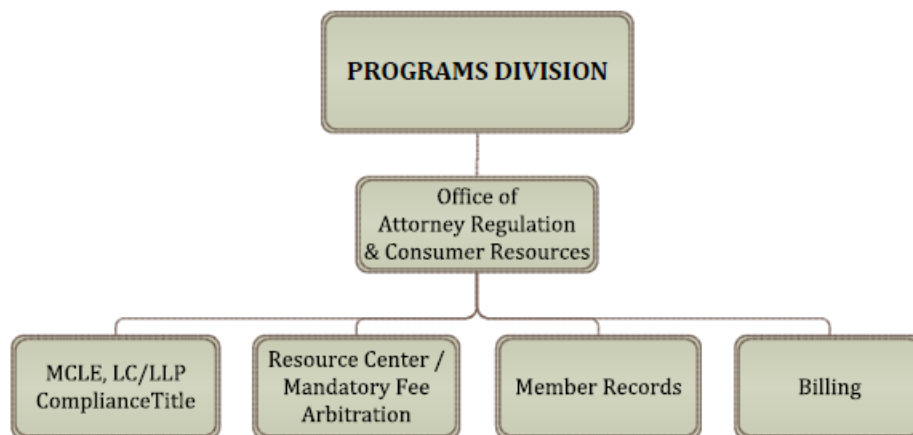 PROGRAMS DIVISION
Office of
Attorney Regulation
& Consumer Resources
MCLE, LC/LLP
ComplianceTitle
Resource Center /
Mandatory Fee
Arbitration
Member Records
Billing